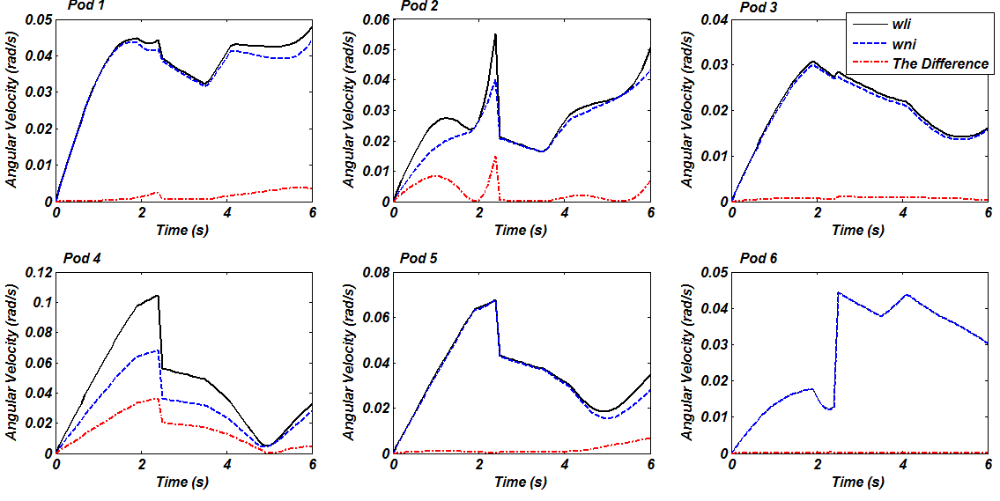 Pod 1
Angular Velocity (rad/s)
0.05
0.04
0.03
0.02
0.01
0
0 2 4 6
Time (s)
Pod 2
Angular Velocity (rad/s)
0.06
0.05
0.04
0.03
0.02
0.01
0
0 2 4 6
Time (s)
Pod 3
Angular Velocity (rad/s)
0.04
0.03
0.02
0.01
0
0 2 4 6
Time (s)
wli
wni
The Difference
Pod 4
Angular Velocity (rad/s)
0.12
0.1
0.08
0.06
0.04
0.02
0
0 2 4 6
Time (s)
Pod 5
Angular Velocity (rad/s)
0.08
0.06
0.04
0.02
0
0 2 4 6
Time (s)
Pod 6
Angular Velocity (rad/s)
0.05
0.04
0.03
0.02
0.01
0
0 2 4 6
Time (s)